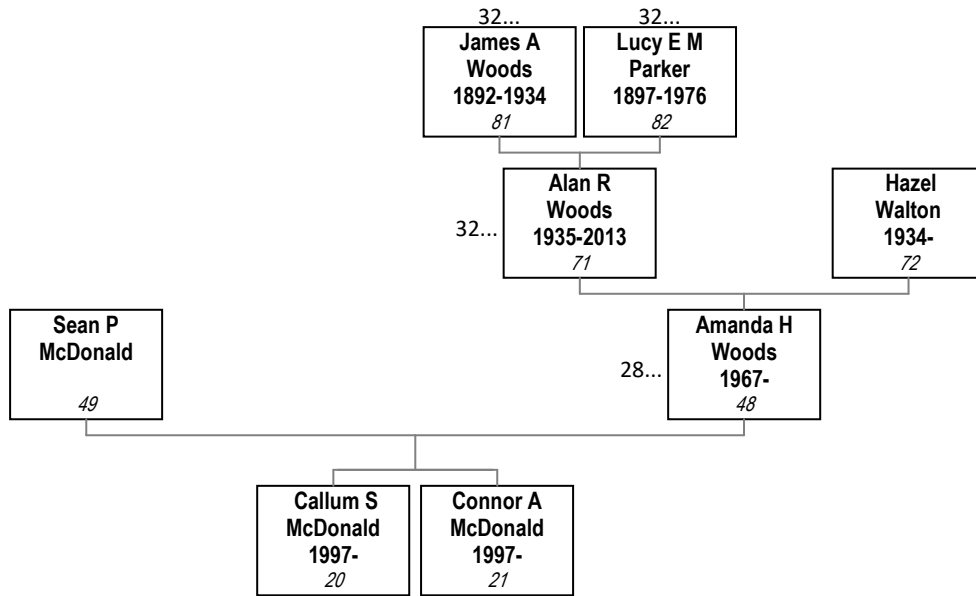 32...
32...
James A
Woods
1892-1934
81
Lucy E M
Parker
1897-1976
82
32...
Alan R
Woods
1935-2013
71
Hazel
Walton
1934-
72
Sean P
McDonald
49
28...
Amanda H
Woods
1967-
48
Callum S
McDonald
1997-
20
Connor A
McDonald
1997-
21